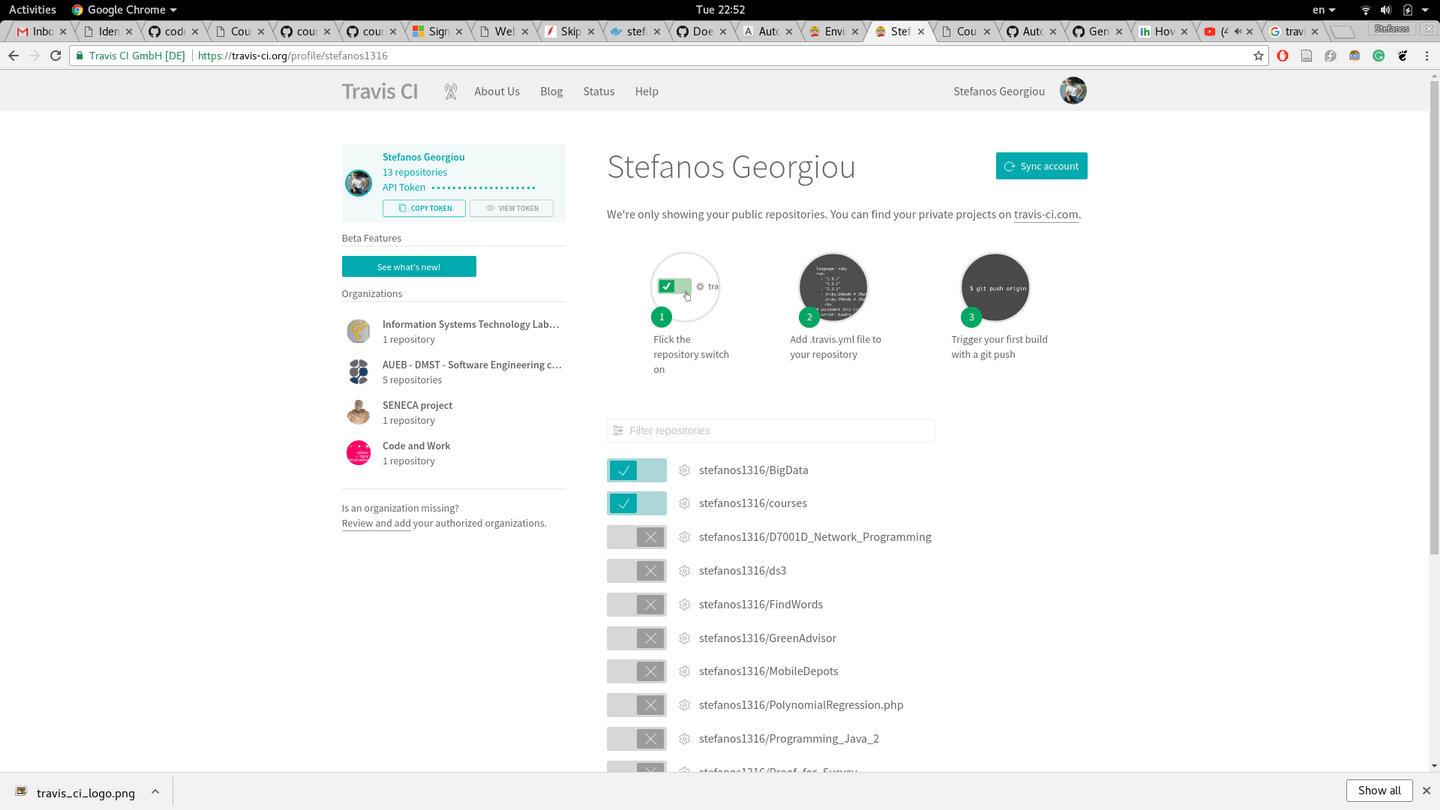 Activities Google Chrome Tue 22:52 en
Inbo Iden code Cou cour cour Sign Wel Skip stef Doe Auto Envi Stef Cou Auto Gen How (4 travi Stefanos
Travis CI GmbH [DE] https://travis-ci.org/profile/stefanos1316
Travis CI About Us Blog Status Help Stefanos Georgiou
Stefanos Georgiou
13 repositories
API Token
COPY TOKEN VIEW TOKEN
Beta Features
See what's new!
Organizations
Information Systems Technology Lab…
1 repository
AUEB - DMST - Software Engineering c…
5 repositories
SENECA project
1 repository
Code and Work
1 repository
Is an organization missing?
Review and add your authorized organizations.
Stefanos Georgiou
Sync account
We're only showing your public repositories. You can find your private projects on travis-ci.com.
tra
language: ruby
$ git push origin
1 2 3
Flick the
repository switch
on
Add .travis.yml file to
your repository
Trigger your first build
with a git push
Filter repositories
stefanos1316/BigData
stefanos1316/courses
stefanos1316/D7001D_Network_Programming
stefanos1316/ds3
stefanos1316/FindWords
stefanos1316/GreenAdvisor
stefanos1316/MobileDepots
stefanos1316/PolynomialRegression.php
stefanos1316/Programming_Java_2
stefanos1316/Proof_for_Survey
travis_ci_logo.png Show all